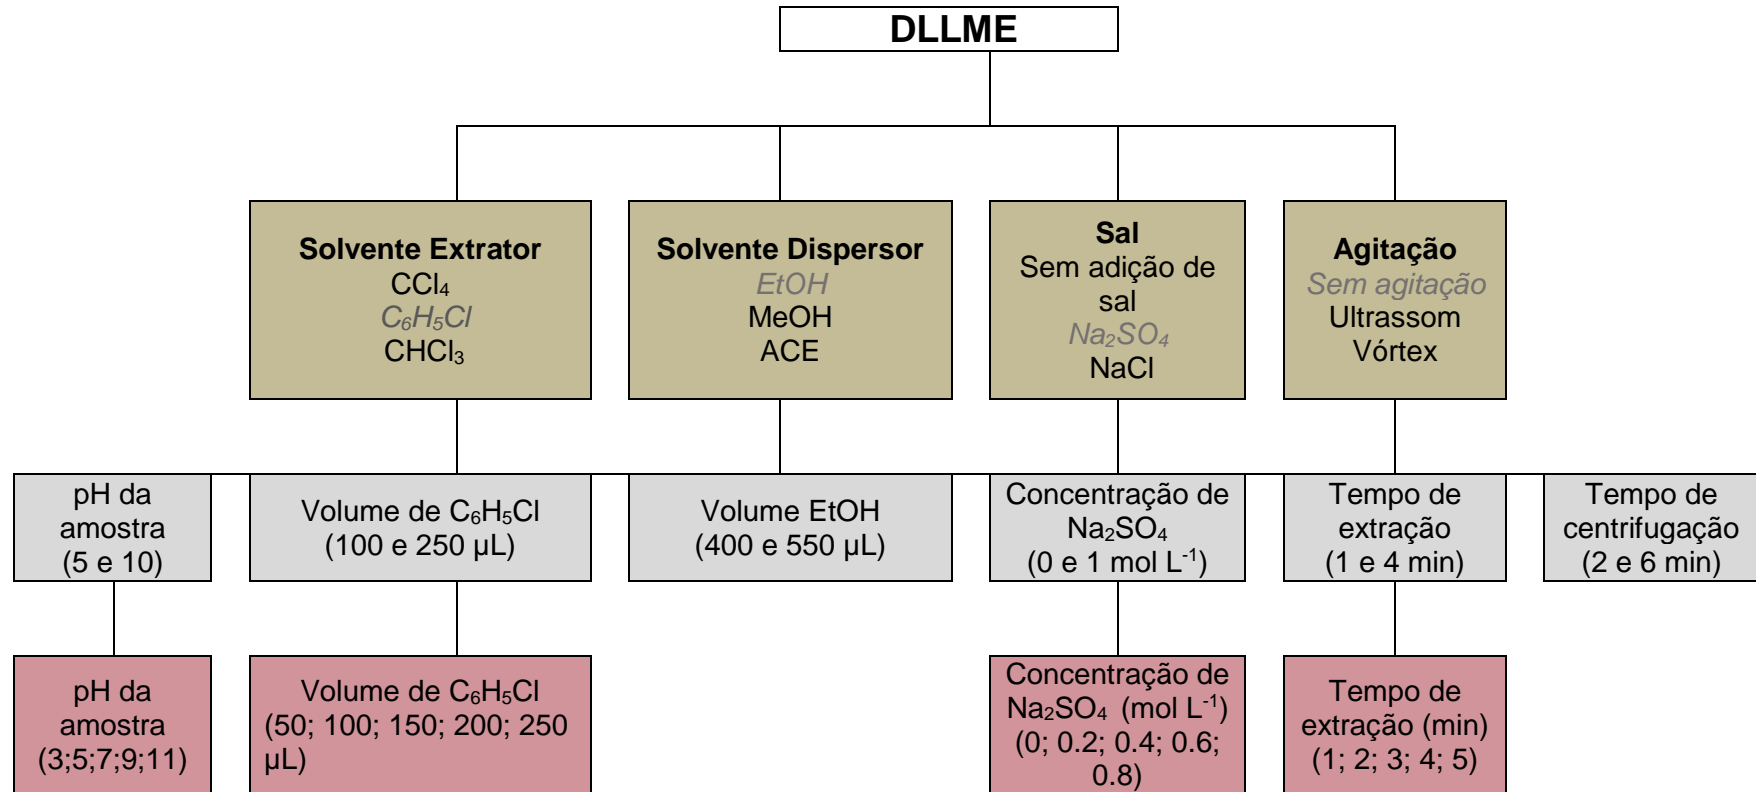 DLLME
Solvente Extrator
CCl₄
C₆H₅Cl
CHCl₃
Solvente Dispersor
EtOH
MeOH
ACE
Sal
Sem adição de
sal
Na₂SO₄
NaCl
Agitação
Sem agitação
Ultrassom
Vórtex
pH da
amostra
(5 e 10)
Volume de C₆H₅Cl
(100 e 250 µL)
Volume EtOH
(400 e 550 µL)
Concentração de
Na₂SO₄
(0 e 1 mol L⁻¹)
Tempo de
extração
(1 e 4 min)
Tempo de
centrifugação
(2 e 6 min)
pH da
amostra
(3;5;7;9;11)
Volume de C₆H₅Cl
(50; 100; 150; 200; 250
µL)
Concentração de
Na₂SO₄ (mol L⁻¹)
(0; 0.2; 0.4; 0.6;
0.8)
Tempo de
extração (min)
(1; 2; 3; 4; 5)